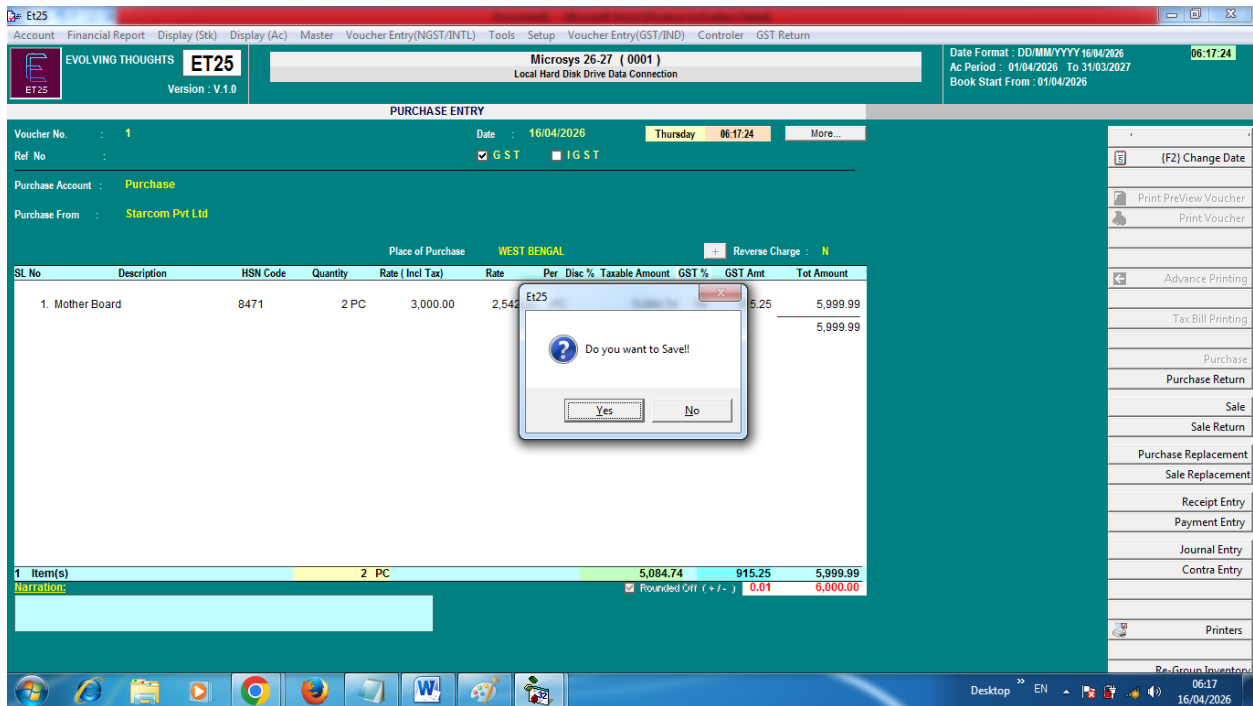 Et25
Account Financial Report Display (Stk) Display (Ac) Master Voucher Entry(NGST/INTL) Tools Setup Voucher Entry(GST/IND) Controler GST Return
EVOLVING THOUGHTS ET25
ET25
Version : V.1.0
Microsys 26-27 ( 0001 )
Local Hard Disk Drive Data Connection
Date Format : DD/MM/YYYY 16/04/2026 06:17:24
Ac Period : 01/04/2026 To 31/03/2027
Book Start From : 01/04/2026
PURCHASE ENTRY
Voucher No. : 1 Date : 16/04/2026 Thursday 06:17:24 More...
Ref No : G S T I G S T
Purchase Account : Purchase
Purchase From : Starcom Pvt Ltd
Place of Purchase WEST BENGAL + Reverse Charge : N
SL No Description HSN Code Quantity Rate ( Incl Tax) Rate Per Disc % Taxable Amount GST % GST Amt Tot Amount
1. Mother Board 8471 2 PC 3,000.00 2,542 5.25 5,999.99
5,999.99
Et25
Do you want to Save!!
Yes No
1 Item(s) 2 PC 5,084.74 915.25 5,999.99
Narration: Rounded Off ( + / - ) 0.01 6,000.00
{F2} Change Date
Print PreView Voucher
Print Voucher
Advance Printing
Tax Bill Printing
Purchase
Purchase Return
Sale
Sale Return
Purchase Replacement
Sale Replacement
Receipt Entry
Payment Entry
Journal Entry
Contra Entry
Printers
Re-Group Inventory
Desktop » EN 06:17
16/04/2026